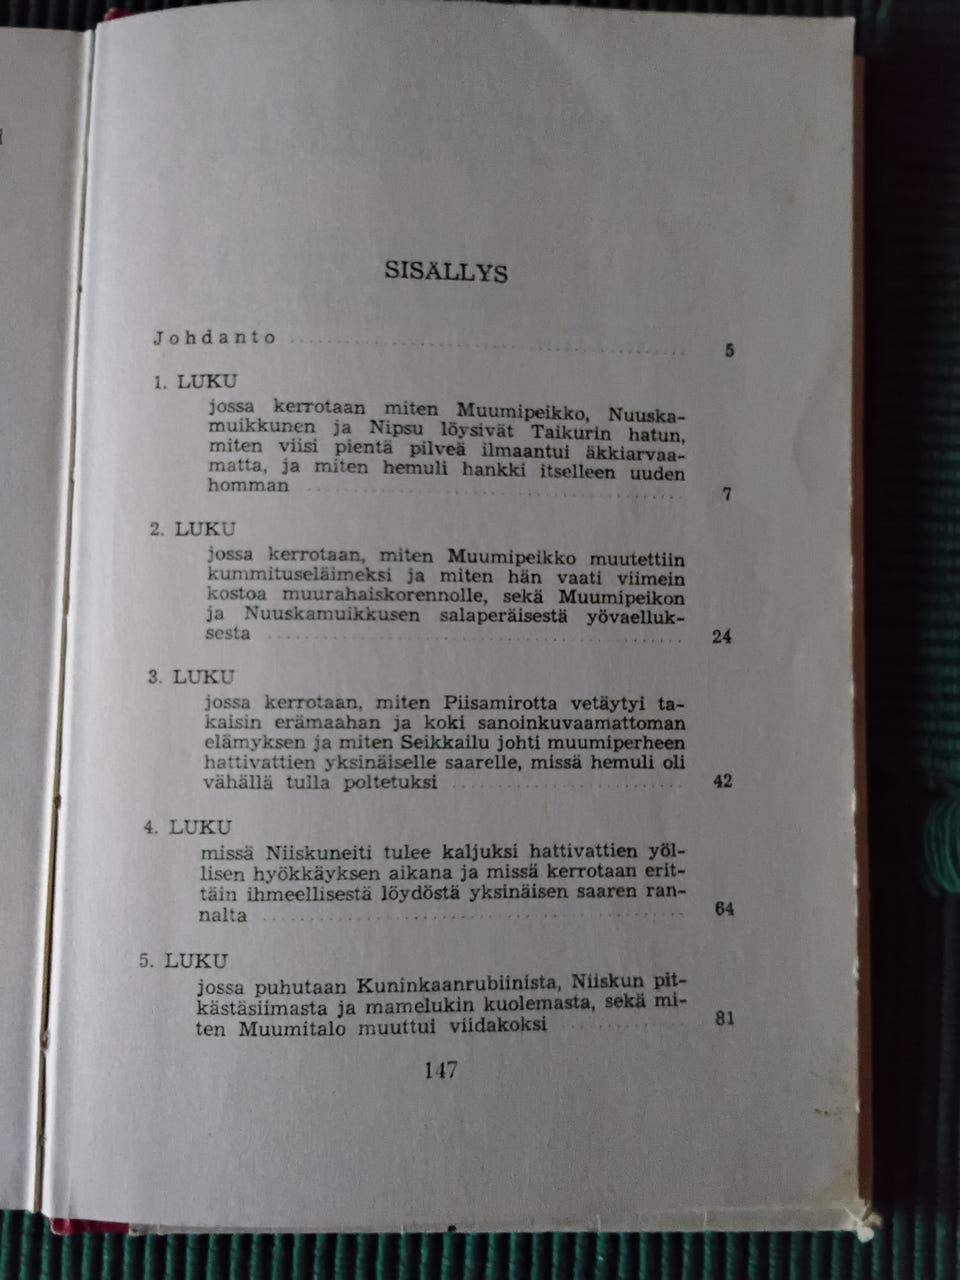 SISÄLLYS
Johdanto 5
1. LUKU
jossa kerrotaan miten Muumipeikko, Nuuska-
muikkunen ja Nipsu löysivät Taikurin hatun,
miten viisi pientä pilveä ilmaantui äkkiarvaa-
matta, ja miten hemuli hankki itselleen uuden
homman 7
2. LUKU
jossa kerrotaan, miten Muumipeikko muutettiin
kummituseläimeksi ja miten hän vaati viimein
kostoa muurahaiskorennolle, sekä Muumipeikon
ja Nuuskamuikkusen salaperäisestä yövaelluk-
sesta 24
3. LUKU
jossa kerrotaan, miten Piisamirotta vetäytyi ta-
kaisin erämaahan ja koki sanoinkuvaamattoman
elämyksen ja miten Seikkailu johti muumiperheen
hattivattien yksinäiselle saarelle, missä hemuli oli
vähällä tulla poltetuksi 42
4. LUKU
missä Niiskuneiti tulee kaljuksi hattivattien yöl-
lisen hyökkäyksen aikana ja missä kerrotaan erit-
täin ihmeellisestä löydöstä yksinäisen saaren ran-
nalta 64
5. LUKU
jossa puhutaan Kuninkaanrubiinista, Niiskun pit-
kästäsiimasta ja mamelukin kuolemasta, sekä mi-
ten Muumitalo muuttui viidakoksi 81
147